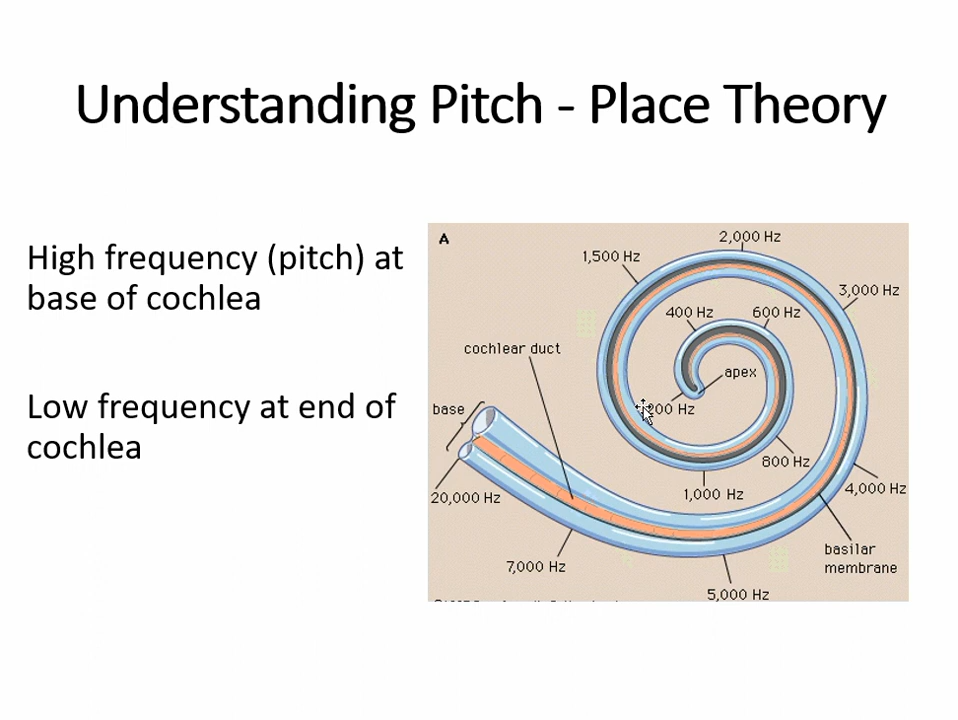 Understanding Pitch - Place Theory
High frequency (pitch) at
base of cochlea
Low frequency at end of
cochlea
A
2,000 Hz
1,500 Hz
3,000 Hz
400 Hz
600 Hz
cochlear duct
apex
base
200 Hz
800 Hz
20,000 Hz
1,000 Hz
4,000 Hz
basilar
membrane
7,000 Hz
5,000 Hz